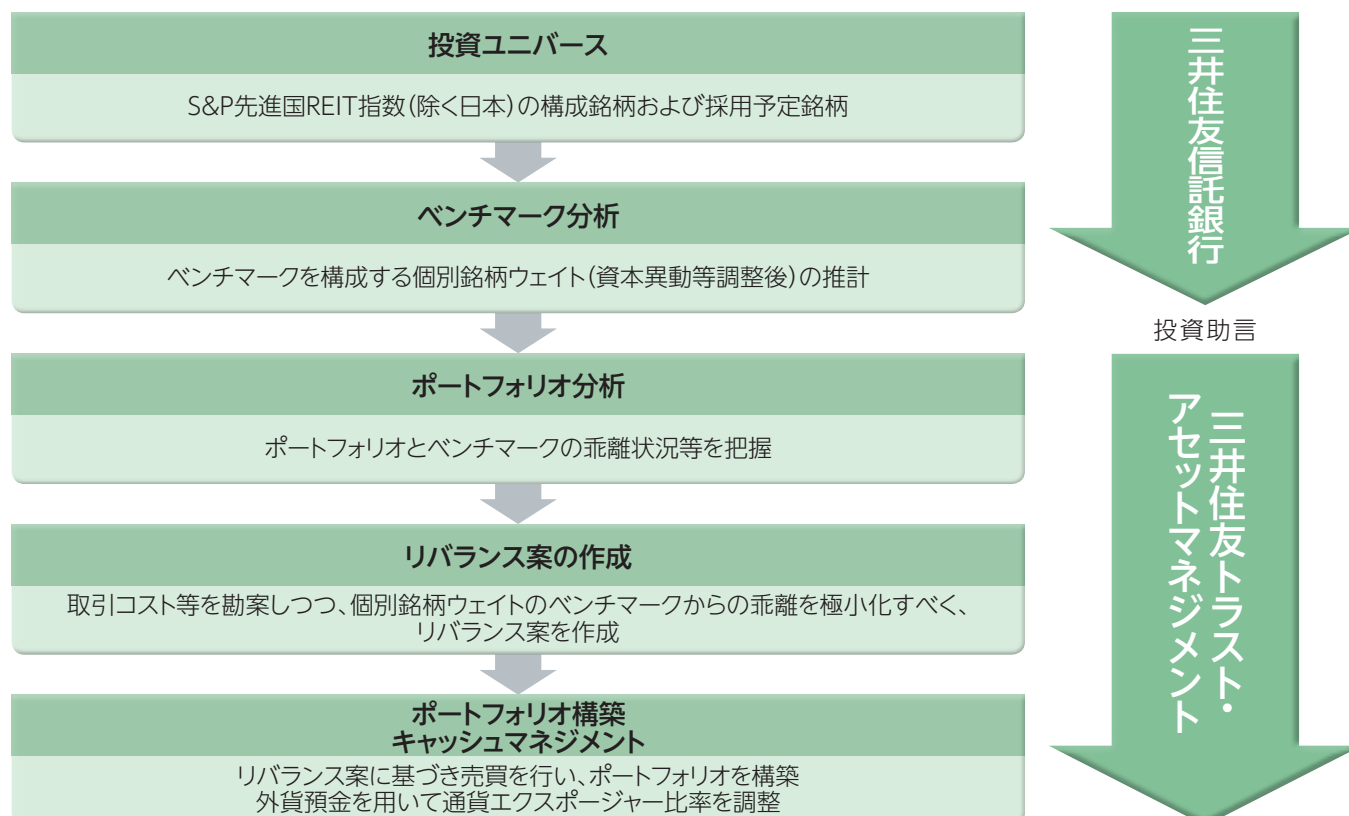 投資ユニバース
S&P先進国REIT指数(除く日本)の構成銘柄および採用予定銘柄
ベンチマーク分析
ベンチマークを構成する個別銘柄ウェイト(資本異動等調整後)の推計
ポートフォリオ分析
ポートフォリオとベンチマークの乖離状況等を把握
リバランス案の作成
取引コスト等を勘案しつつ、個別銘柄ウェイトのベンチマークからの乖離を極小化すべく、
リバランス案を作成
ポートフォリオ構築
キャッシュマネジメント
リバランス案に基づき売買を行い、ポートフォリオを構築
外貨預金を用いて通貨エクスポージャー比率を調整
三井住友信託銀行
投資助言
三井住友トラスト・
アセットマネジメント